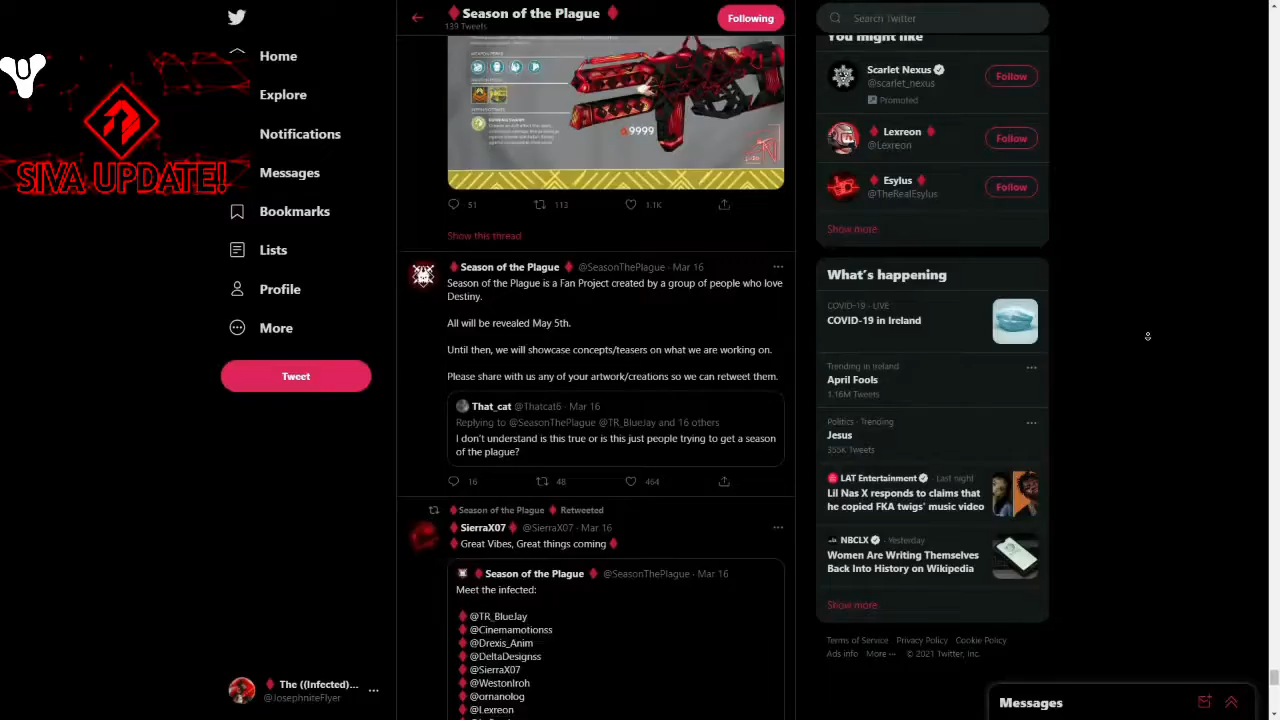 SIVA UPDATE!
Home
Explore
Notifications
Messages
Bookmarks
Lists
Profile
More
Tweet
The ((Infected)...
@JosephniteFlyer
Season of the Plague
139 Tweets
Following
9999
51
113
1.1K
Show this thread
Season of the Plague @SeasonThePlague · Mar 16
Season of the Plague is a Fan Project created by a group of people who love
Destiny.
All will be revealed May 5th.
Until then, we will showcase concepts/teasers on what we are working on.
Please share with us any of your artwork/creations so we can retweet them.
That_cat @Thatcat6 · Mar 16
Replying to @SeasonThePlague @TR_BlueJay and 16 others
I don't understand is this true or is this just people trying to get a season
of the plague?
16
48
464
Season of the Plague Retweeted
SierraX07 @SierraX07 · Mar 16
Great Vibes, Great things coming
Season of the Plague @SeasonThePlague · Mar 16
Meet the infected:
@TR_BlueJay
@Cinemamotionss
@Drexis_Anim
@DeltaDesignss
@SierraX07
@WestonIroh
@ornanolog
@Lexreon
Search Twitter
You might like
Scarlet Nexus
@scarlet_nexus
Promoted
Follow
Lexreon
@Lexreon
Follow
Esylus
@TheRealEsylus
Follow
Show more
What's happening
COVID-19 · LIVE
COVID-19 in Ireland
Trending in Ireland
April Fools
1.16M Tweets
Politics · Trending
Jesus
355K Tweets
LAT Entertainment · Last night
Lil Nas X responds to claims that
he copied FKA twigs' music video
NBCLX · Yesterday
Women Are Writing Themselves
Back Into History on Wikipedia
Show more
Terms of Service Privacy Policy Cookie Policy
Ads info More ··· © 2021 Twitter, Inc.
Messages